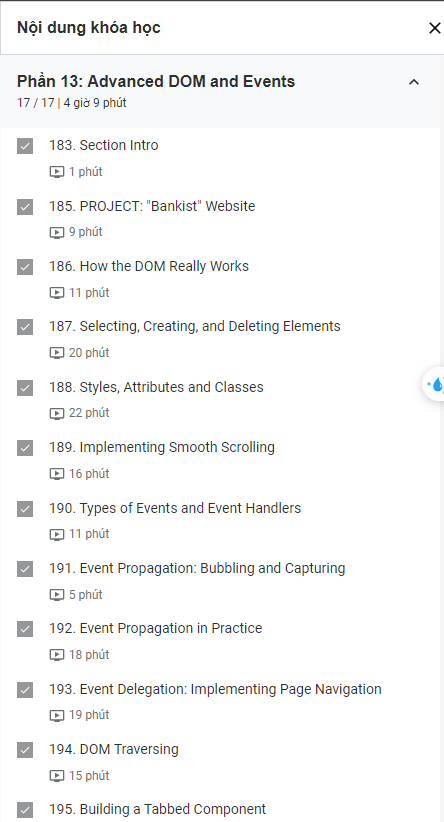 Nội dung khóa học
Phần 13: Advanced DOM and Events
17 / 17 | 4 giờ 9 phút
183. Section Intro
1 phút
185. PROJECT: "Bankist" Website
9 phút
186. How the DOM Really Works
11 phút
187. Selecting, Creating, and Deleting Elements
20 phút
188. Styles, Attributes and Classes
22 phút
189. Implementing Smooth Scrolling
16 phút
190. Types of Events and Event Handlers
11 phút
191. Event Propagation: Bubbling and Capturing
5 phút
192. Event Propagation in Practice
18 phút
193. Event Delegation: Implementing Page Navigation
19 phút
194. DOM Traversing
15 phút
195. Building a Tabbed Component